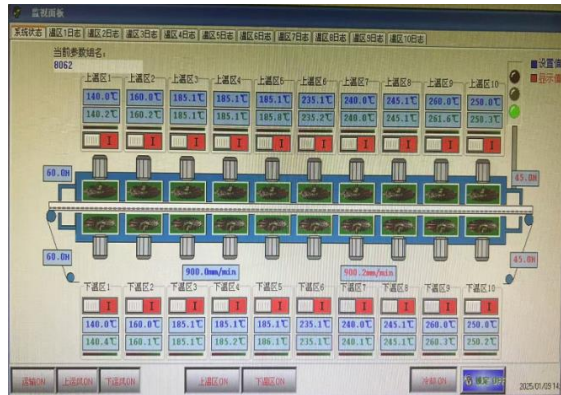 监视面板
系统状态 温区1日志 温区2日志 温区3日志 温区4日志 温区5日志 温区6日志 温区7日志 温区8日志 温区9日志 温区10日志
当前参数组名:
8062
设置值
显示值
上温区1 上温区2 上温区3 上温区4 上温区5 上温区6 上温区7 上温区8 上温区9 上温区10
140.0℃ 160.0℃ 185.1℃ 185.1℃ 185.1℃ 235.1℃ 240.0℃ 245.1℃ 260.0℃ 250.0℃
140.2℃ 160.2℃ 185.1℃ 185.1℃ 185.0℃ 235.2℃ 240.0℃ 245.1℃ 261.6℃ 250.3℃
I I I I I I I I I I
60.0H 45.0H
60.0H 45.0H
900.0mm/min 900.2mm/min
下温区1 下温区2 下温区3 下温区4 下温区5 下温区6 下温区7 下温区8 下温区9 下温区10
I I I I I I I I I I
140.0℃ 160.0℃ 185.1℃ 185.1℃ 185.1℃ 235.1℃ 240.0℃ 245.1℃ 260.0℃ 250.0℃
140.4℃ 160.1℃ 185.1℃ 185.2℃ 186.1℃ 235.1℃ 240.1℃ 245.1℃ 260.3℃ 250.2℃
运输ON 上送风ON 下送风ON 上温区ON 下温区ON 冷却ON
2025/01/09 14